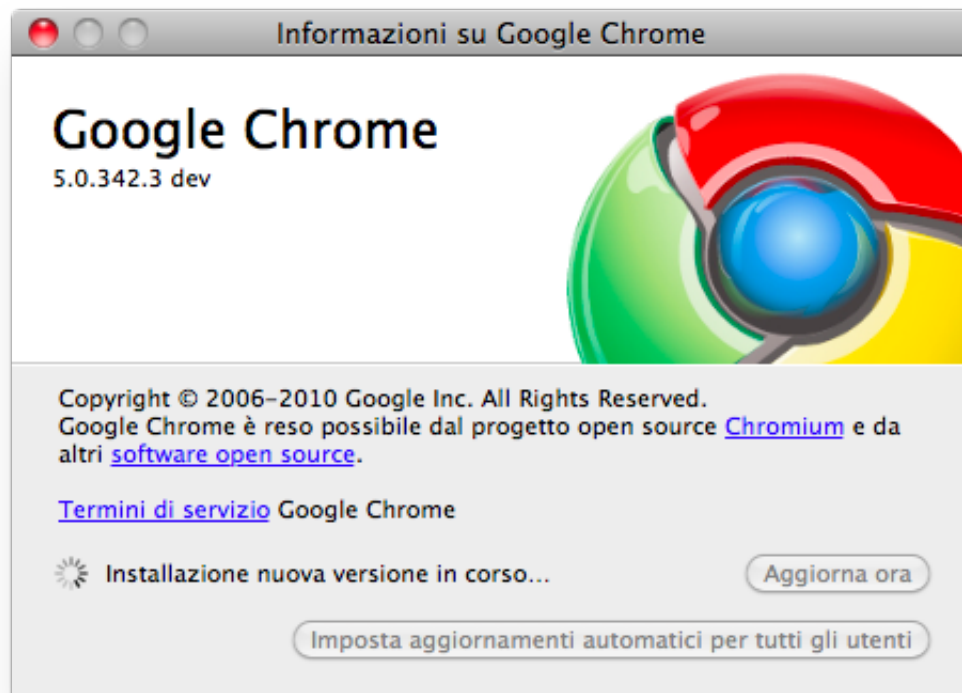 Informazioni su Google Chrome
Google Chrome
5.0.342.3 dev
Copyright © 2006-2010 Google Inc. All Rights Reserved.
Google Chrome è reso possibile dal progetto open source Chromium e da
altri software open source.
Termini di servizio Google Chrome
Installazione nuova versione in corso...
Aggiorna ora
Imposta aggiornamenti automatici per tutti gli utenti